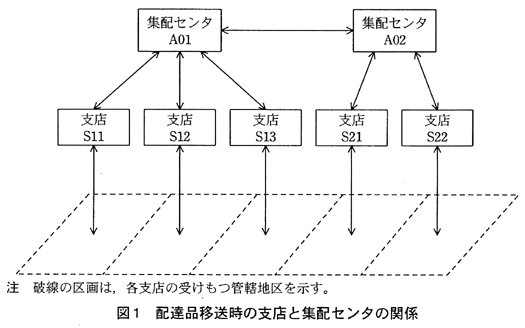 集配センタ
A01
集配センタ
A02
支店
S11
支店
S12
支店
S13
支店
S21
支店
S22
注　破線の区画は，各支店の受けもつ管轄地区を示す。
図1　配達品移送時の支店と集配センタの関係